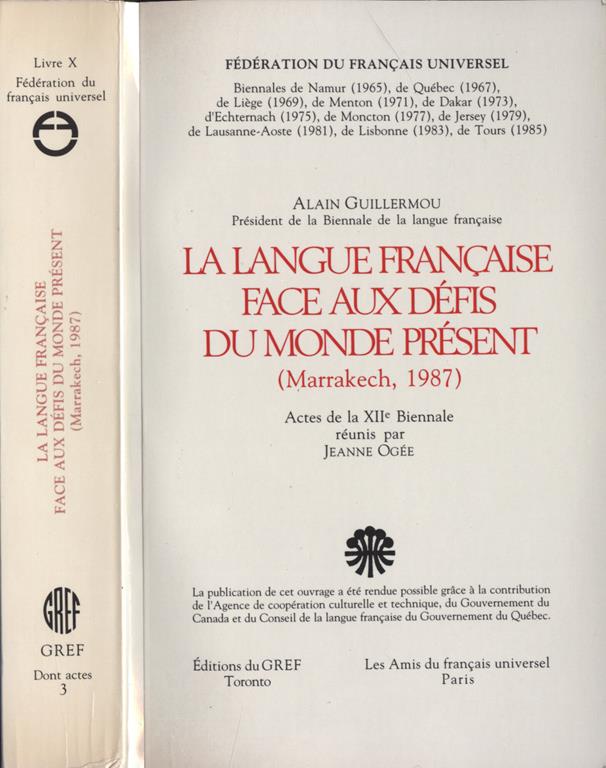 Livre X
Fédération du
français universel
LA LANGUE FRANÇAISE
FACE AUX DÉFIS DU MONDE PRÉSENT
(Marrakech, 1987)
GREF
GREF
Dont actes
3
FÉDÉRATION DU FRANÇAIS UNIVERSEL
Biennales de Namur (1965), de Québec (1967),
de Liège (1969), de Menton (1971), de Dakar (1973),
d'Echternach (1975), de Moncton (1977), de Jersey (1979),
de Lausanne-Aoste (1981), de Lisbonne (1983), de Tours (1985)
ALAIN GUILLERMOU
Président de la Biennale de la langue française
LA LANGUE FRANÇAISE
FACE AUX DÉFIS
DU MONDE PRÉSENT
(Marrakech, 1987)
Actes de la XIIe Biennale
réunis par
JEANNE OGÉE
La publication de cet ouvrage a été rendue possible grâce à la contribution
de l'Agence de coopération culturelle et technique, du Gouvernement du
Canada et du Conseil de la langue française du Gouvernement du Québec.
Éditions du GREF
Toronto
Les Amis du français universel
Paris